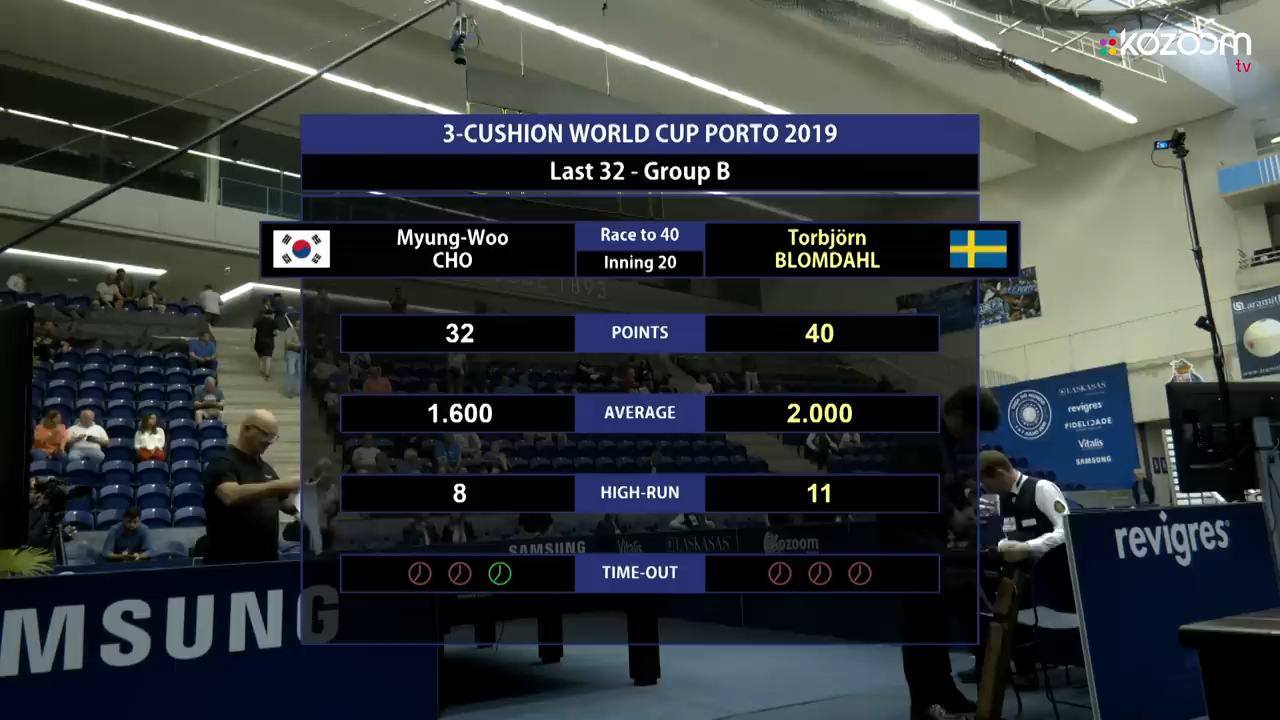 kozoom
tv
3-CUSHION WORLD CUP PORTO 2019
Last 32 - Group B
Myung-Woo
CHO
Race to 40
Inning 20
Torbjörn
BLOMDAHL
32 POINTS 40
1.600 AVERAGE 2.000
8 HIGH-RUN 11
TIME-OUT
1893
LASKASAS
revigres
FIDELIDADE
Vitalis
SAMSUNG
SAMSUNG
Vitalis
LASKASAS
kozoom
revigres
MSUNG